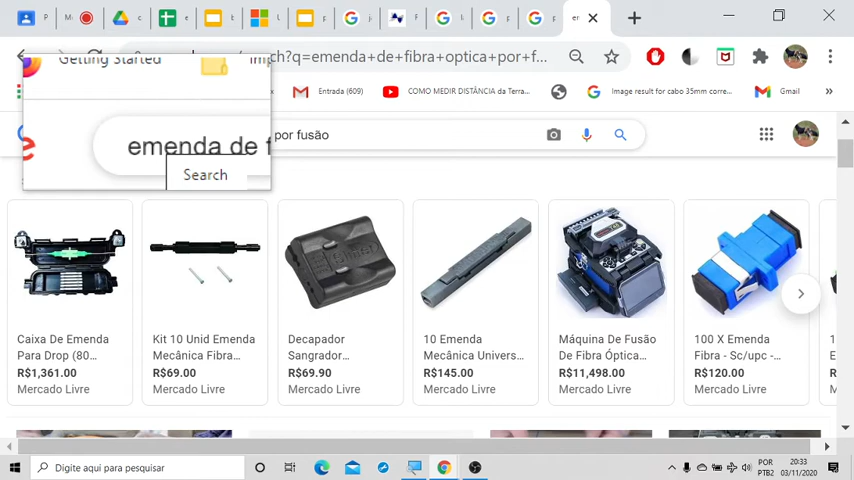 ch?q=emenda+de+fibra+optica+por+f...
Getting Started
Entrada (609)
COMO MEDIR DISTÂNCIA da Terra...
Image result for cabo 35mm correr...
Gmail
»
emenda de f
por fusão
Search
Caixa De Emenda
Para Drop (80...
R$1,361.00
Mercado Livre
Kit 10 Unid Emenda
Mecânica Fibra...
R$69.00
Mercado Livre
Decapador
Sangrador...
R$69.90
Mercado Livre
10 Emenda
Mecânica Univers...
R$145.00
Mercado Livre
Máquina De Fusão
De Fibra Óptica...
R$11,498.00
Mercado Livre
100 X Emenda
Fibra - Sc/upc -...
R$120.00
Mercado Livre
Digite aqui para pesquisar
POR
PTB2
20:33
03/11/2020